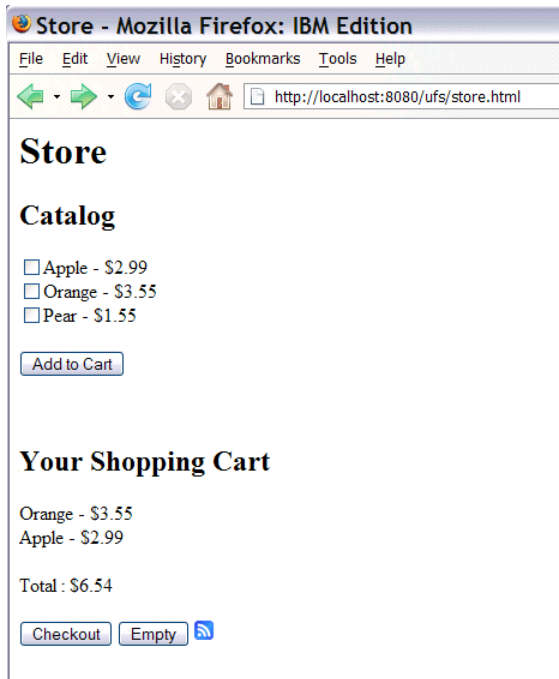 Store - Mozilla Firefox: IBM Edition
File Edit View History Bookmarks Tools Help
http://localhost:8080/ufs/store.html
Store
Catalog
Apple - $2.99
Orange - $3.55
Pear - $1.55
Add to Cart
Your Shopping Cart
Orange - $3.55
Apple - $2.99
Total : $6.54
Checkout Empty